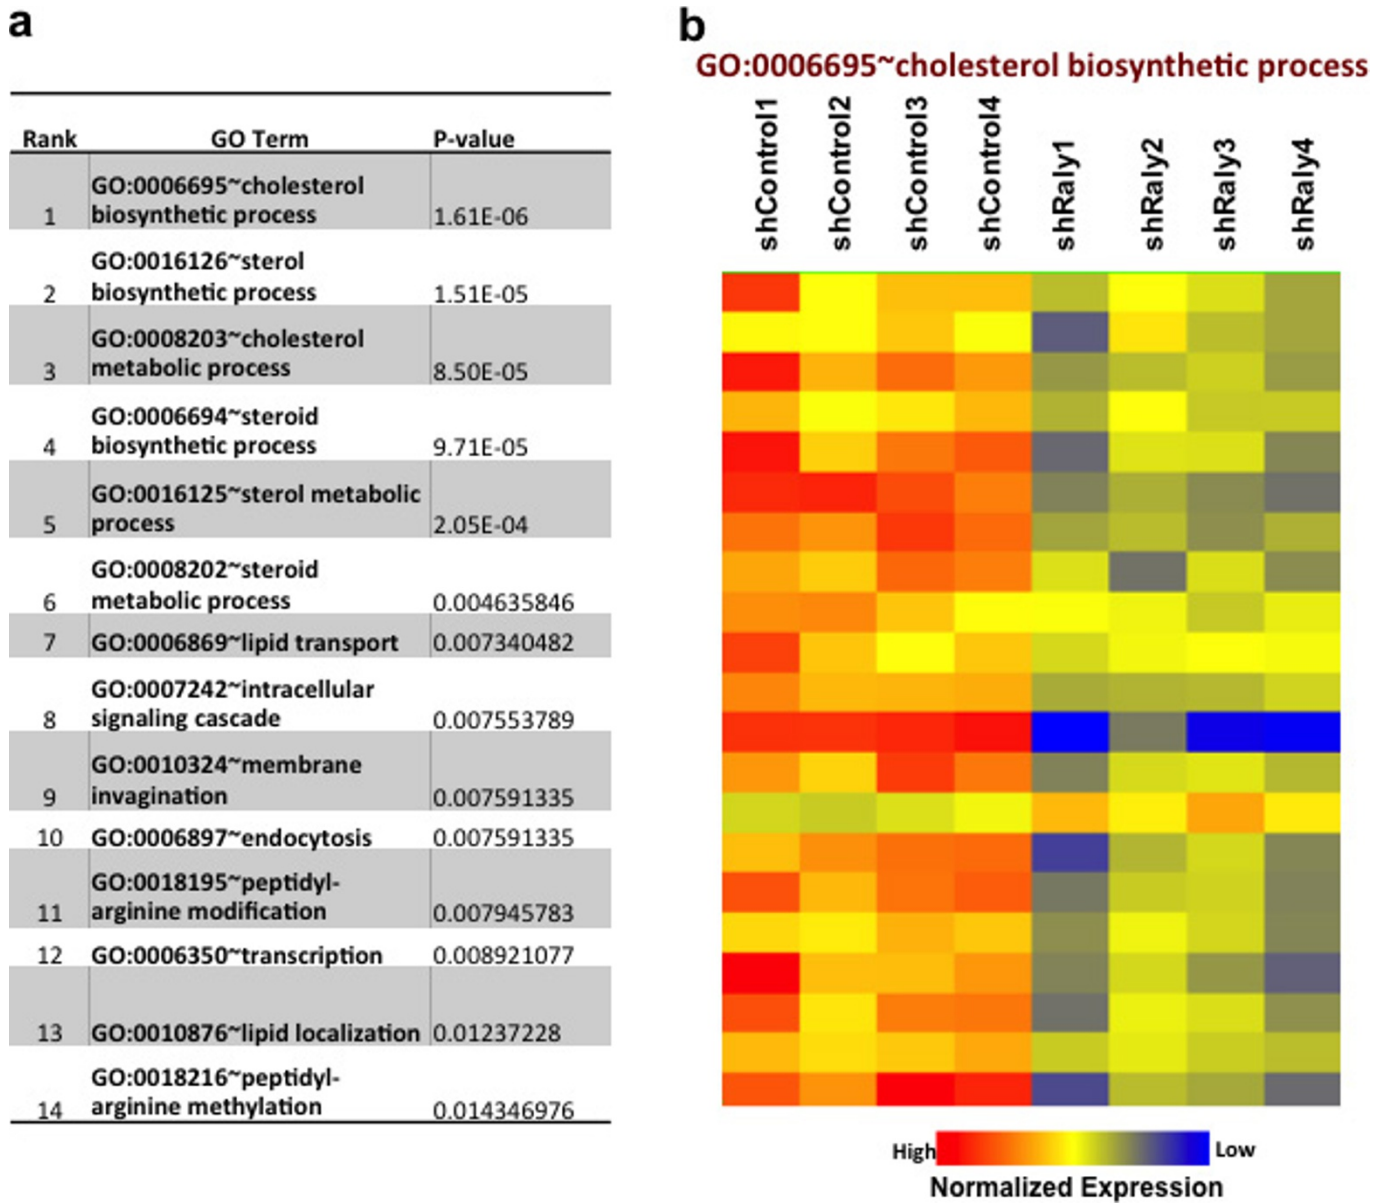 a
Rank GO Term P-value
GO:0006695~cholesterol
1 biosynthetic process 1.61E-06
GO:0016126~sterol
2 biosynthetic process 1.51E-05
GO:0008203~cholesterol
3 metabolic process 8.50E-05
GO:0006694~steroid
4 biosynthetic process 9.71E-05
GO:0016125~sterol metabolic
5 process 2.05E-04
GO:0008202~steroid
6 metabolic process 0.004635846
7 GO:0006869~lipid transport 0.007340482
GO:0007242~intracellular
8 signaling cascade 0.007553789
GO:0010324~membrane
9 invagination 0.007591335
10 GO:0006897~endocytosis 0.007591335
GO:0018195~peptidyl-
11 arginine modification 0.007945783
12 GO:0006350~transcription 0.008921077
13 GO:0010876~lipid localization 0.01237228
GO:0018216~peptidyl-
14 arginine methylation 0.014346976
b
GO:0006695~cholesterol biosynthetic process
shControl1
shControl2
shControl3
shControl4
shRaly1
shRaly2
shRaly3
shRaly4
High Low
Normalized Expression